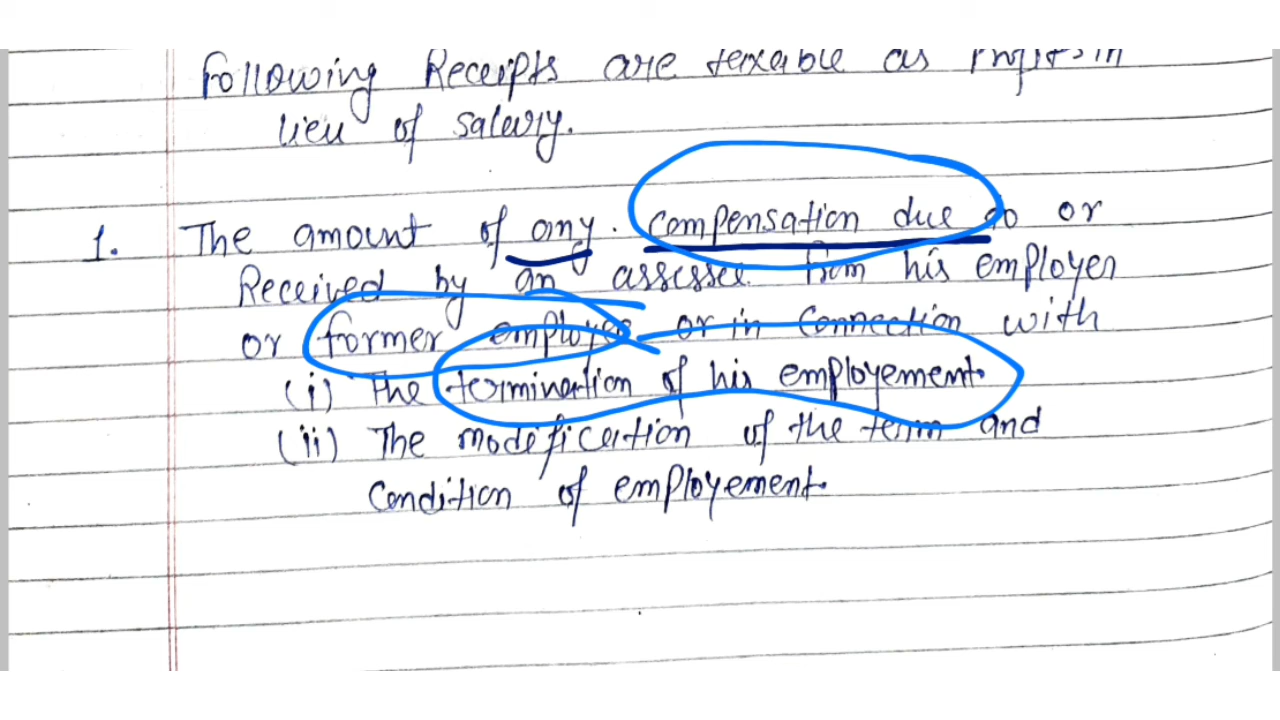 Following Receipts are texable as Profits in
lieu of salary.
1. The amount of any. compensation due to or
Received by an assessee from his employer
or former employer or in Connection with
(i) The termination of his employement.
(ii) The modification of the term and
Condition of employement.